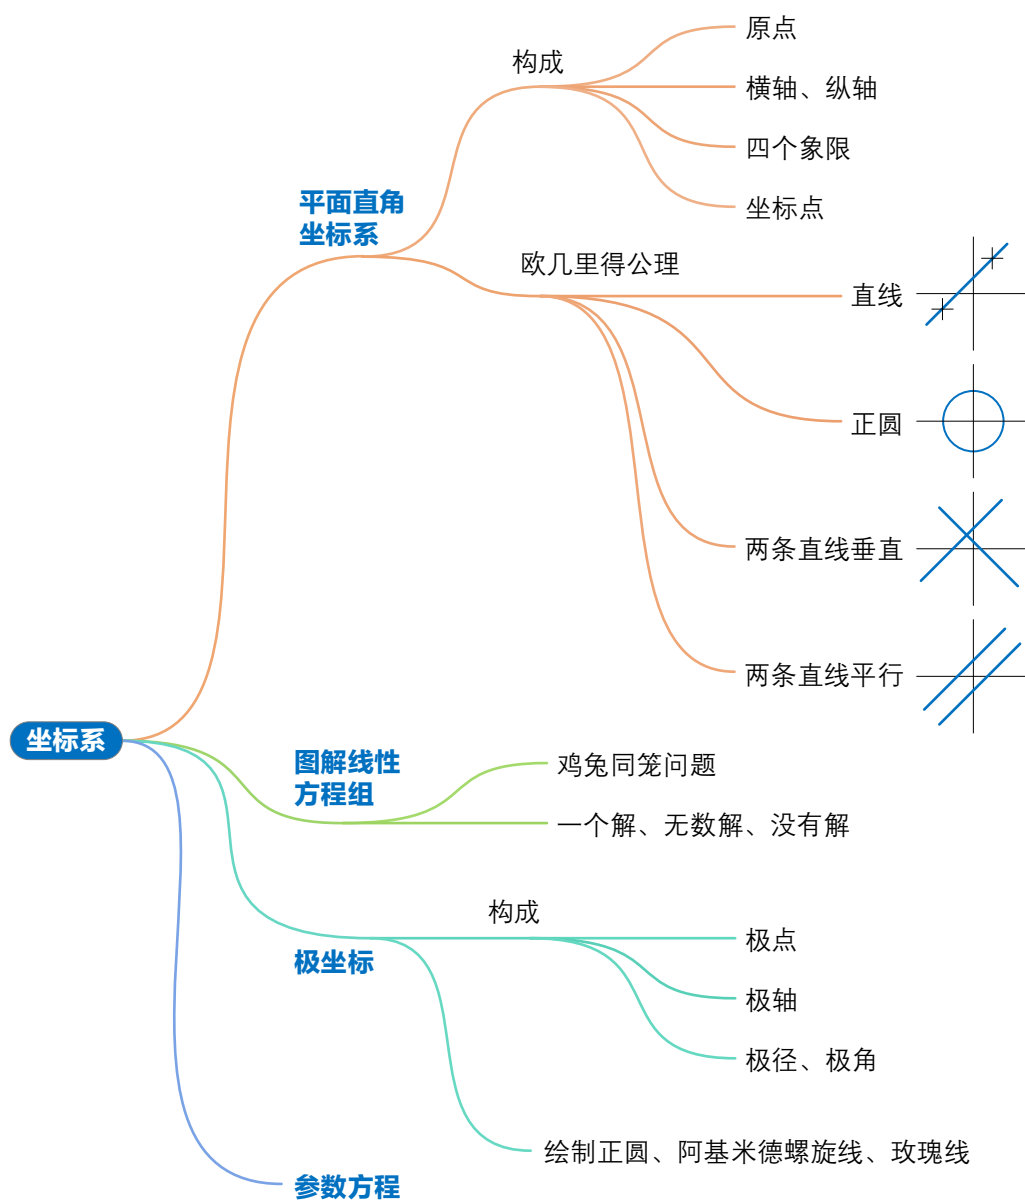 构成
原点
横轴、纵轴
四个象限
坐标点
平面直角
坐标系
欧几里得公理
直线
正圆
两条直线垂直
两条直线平行
坐标系
图解线性
方程组
鸡兔同笼问题
一个解、无数解、没有解
极坐标
构成
极点
极轴
极径、极角
绘制正圆、阿基米德螺旋线、玫瑰线
参数方程